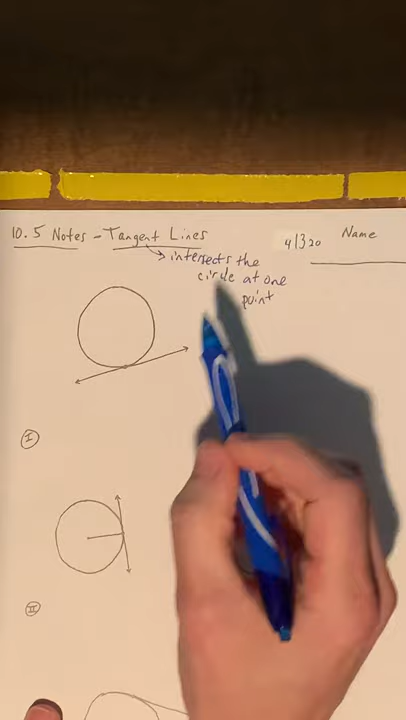 10.5 Notes - Tangent Lines
4/3 20
Name
intersects the
circle at one
point
I
II